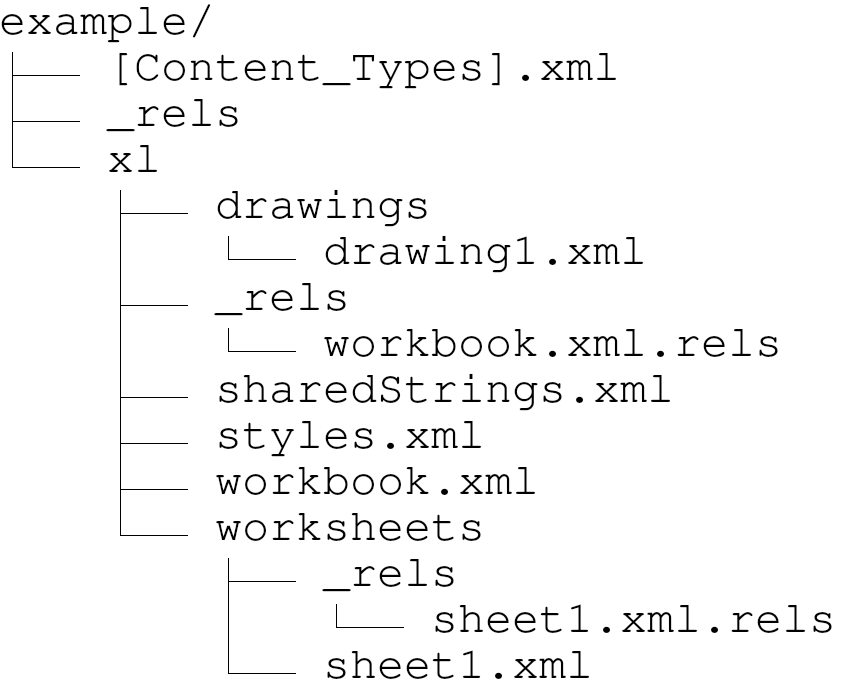 example/
[Content_Types].xml
_rels
xl
drawings
drawing1.xml
_rels
workbook.xml.rels
sharedStrings.xml
styles.xml
workbook.xml
worksheets
_rels
sheet1.xml.rels
sheet1.xml